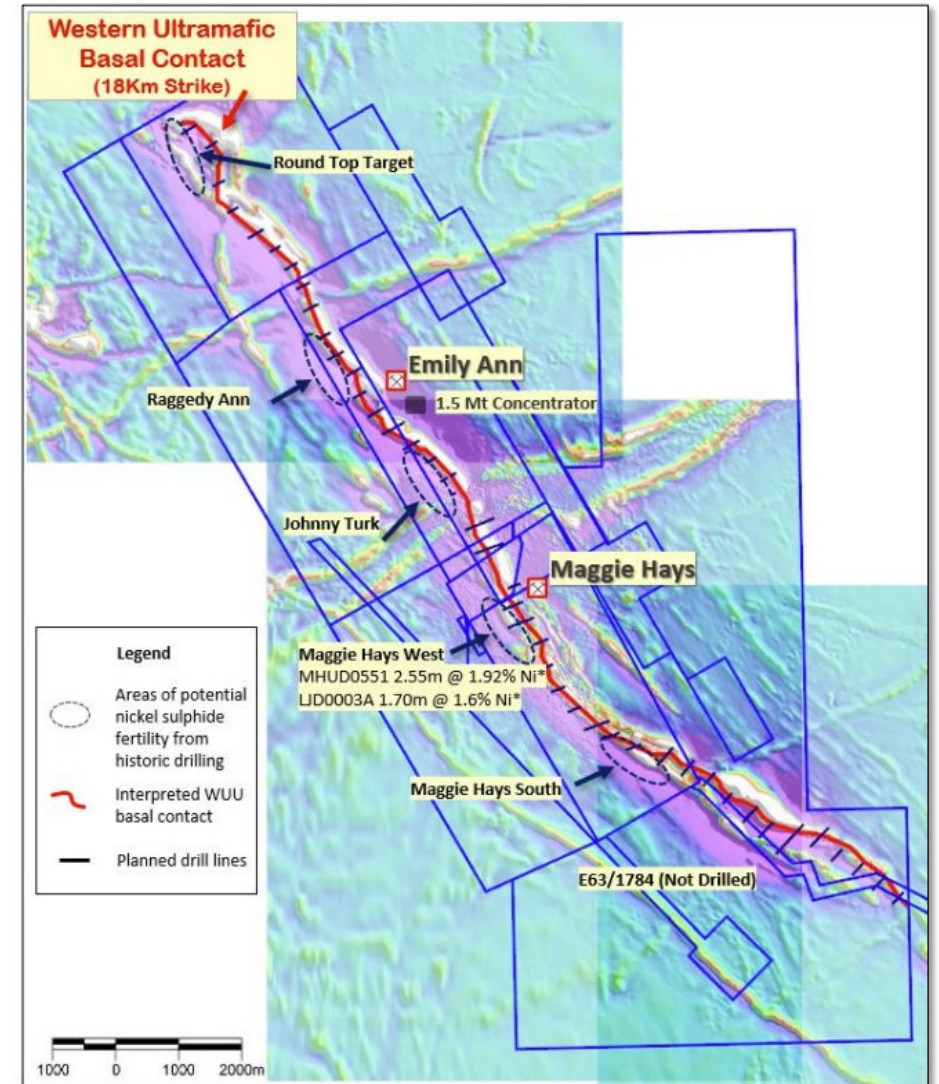 Western Ultramafic
Basal Contact
(18Km Strike)
Round Top Target
Emily Ann
1.5 Mt Concentrator
Raggedy Ann
Johnny Turk
Maggie Hays
Maggie Hays West
MHUD0551 2.55m @ 1.92% Ni*
LJD0003A 1.70m @ 1.6% Ni*
Maggie Hays South
E63/1784 (Not Drilled)
Legend
Areas of potential
nickel sulphide
fertility from
historic drilling
Interpreted WUU
basal contact
Planned drill lines
1000 0 1000 2000m